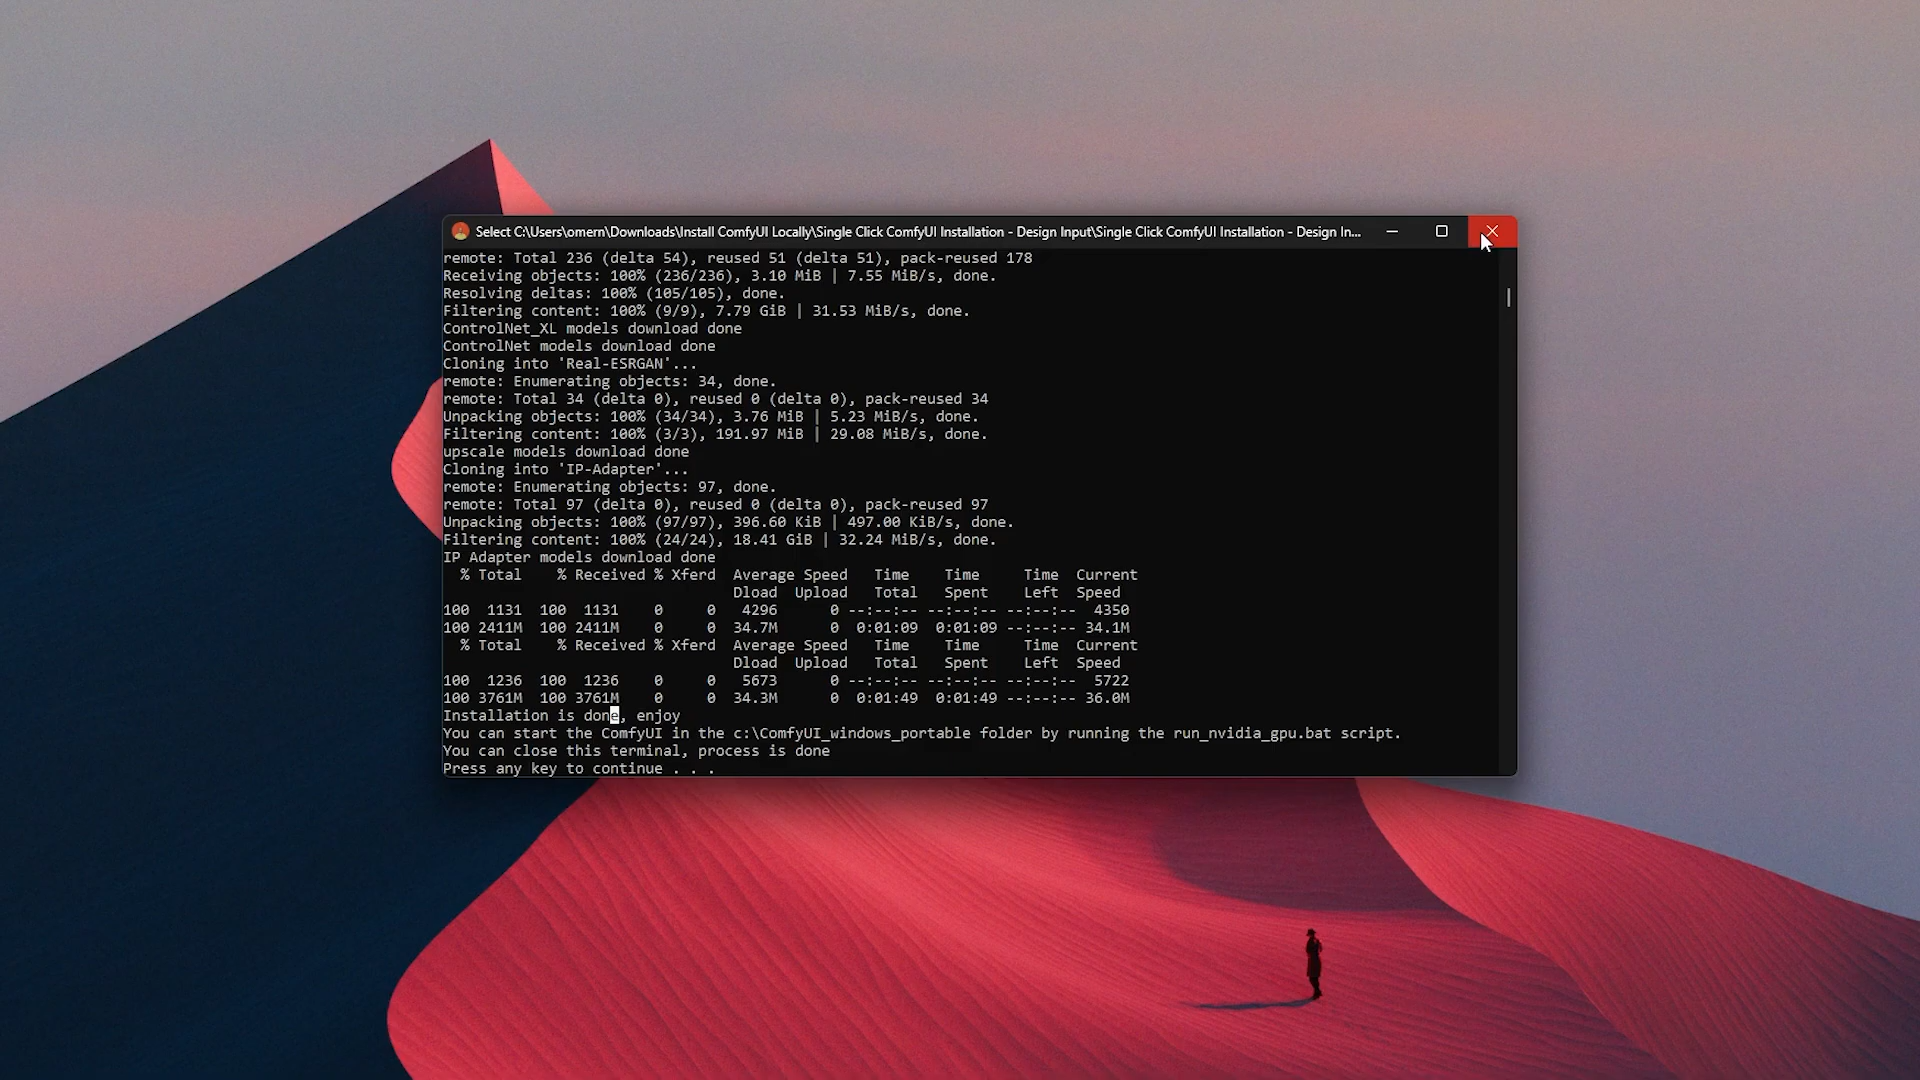 Select C:\Users\omern\Downloads\Install ComfyUI Locally\Single Click ComfyUI Installation - Design Input\Single Click ComfyUI Installation - Design In...
remote: Total 236 (delta 54), reused 51 (delta 51), pack-reused 178
Receiving objects: 100% (236/236), 3.10 MiB | 7.55 MiB/s, done.
Resolving deltas: 100% (105/105), done.
Filtering content: 100% (9/9), 7.79 GiB | 31.53 MiB/s, done.
ControlNet_XL models download done
ControlNet models download done
Cloning into 'Real-ESRGAN'...
remote: Enumerating objects: 34, done.
remote: Total 34 (delta 0), reused 0 (delta 0), pack-reused 34
Unpacking objects: 100% (34/34), 3.76 MiB | 5.23 MiB/s, done.
Filtering content: 100% (3/3), 191.97 MiB | 29.08 MiB/s, done.
upscale models download done
Cloning into 'IP-Adapter'...
remote: Enumerating objects: 97, done.
remote: Total 97 (delta 0), reused 0 (delta 0), pack-reused 97
Unpacking objects: 100% (97/97), 396.60 KiB | 497.00 KiB/s, done.
Filtering content: 100% (24/24), 18.41 GiB | 32.24 MiB/s, done.
IP Adapter models download done
% Total % Received % Xferd Average Speed Time Time Time Current
Dload Upload Total Spent Left Speed
100 1131 100 1131 0 0 4296 0 --:--:-- --:--:-- --:--:-- 4350
100 2411M 100 2411M 0 0 34.7M 0 0:01:09 0:01:09 --:--:-- 34.1M
% Total % Received % Xferd Average Speed Time Time Time Current
Dload Upload Total Spent Left Speed
100 1236 100 1236 0 0 5673 0 --:--:-- --:--:-- --:--:-- 5722
100 3761M 100 3761M 0 0 34.3M 0 0:01:49 0:01:49 --:--:-- 36.0M
Installation is done, enjoy
You can start the ComfyUI in the c:\ComfyUI_windows_portable folder by running the run_nvidia_gpu.bat script.
You can close this terminal, process is done
Press any key to continue . . .